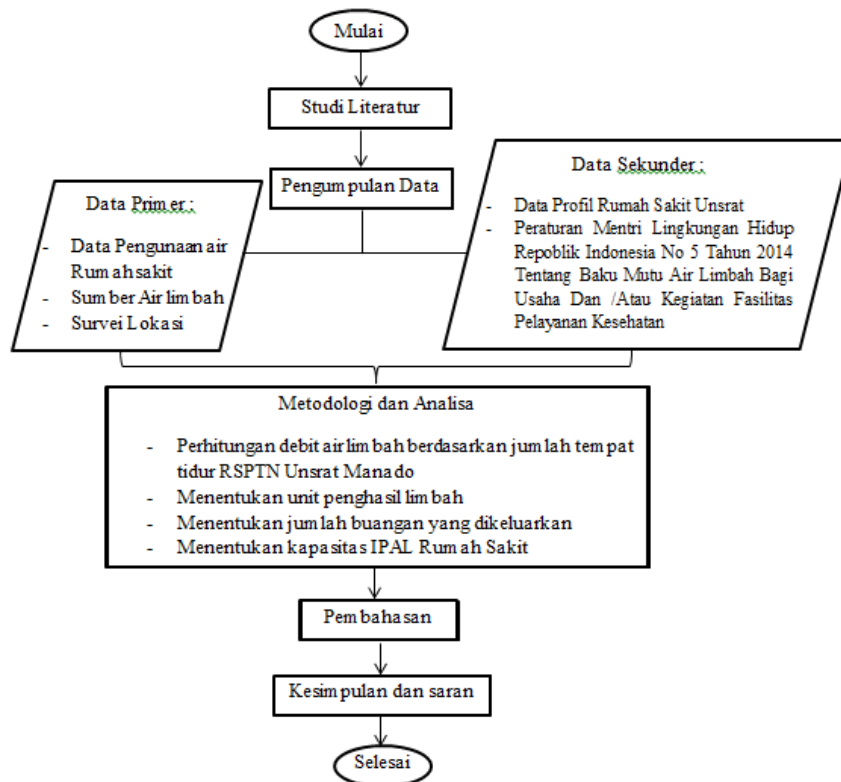 Mulai
Studi Literatur
Pengumpulan Data
Data Primer :
- Data Pengunaan air
Rumah sakit
- Sumber Air limbah
- Survei Lokasi
Data Sekunder :
- Data Profil Rumah Sakit Unsrat
- Peraturan Mentri Lingkungan Hidup
Repoblik Indonesia No 5 Tahun 2014
Tentang Baku Mutu Air Limbah Bagi
Usaha Dan /Atau Kegiatan Fasilitas
Pelayanan Kesehatan
Metodologi dan Analisa
- Perhitungan debit air limbah berdasarkan jumlah tempat
tidur RSPTN Unsrat Manado
- Menentukan unit penghasil limbah
- Menentukan jumlah buangan yang dikeluarkan
- Menentukan kapasitas IPAL Rumah Sakit
Pembahasan
Kesimpulan dan saran
Selesai